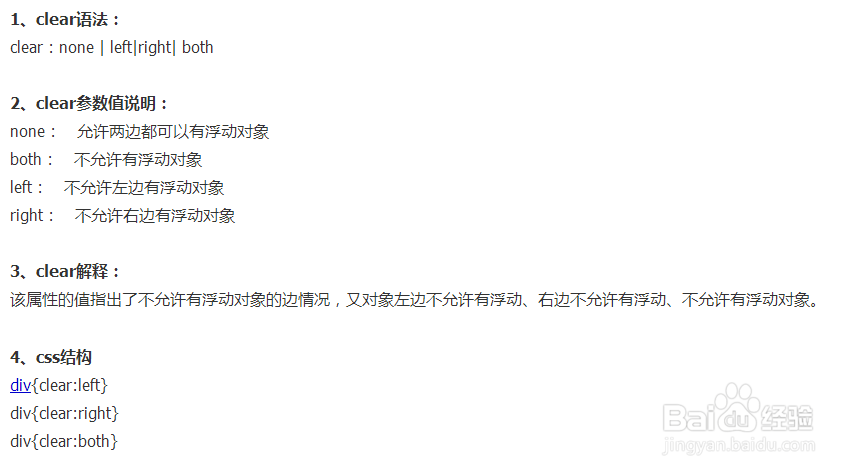 1、clear语法：
clear：none | left|right| both
2、clear参数值说明：
none： 允许两边都可以有浮动对象
both： 不允许有浮动对象
left： 不允许左边有浮动对象
right： 不允许右边有浮动对象
3、clear解释：
该属性的值指出了不允许有浮动对象的边情况，又对象左边不允许有浮动、右边不允许有浮动、不允许有浮动对象。
4、css结构
div{clear:left}
div{clear:right}
div{clear:both}
Baidu 经验
jingyan.baidu.com